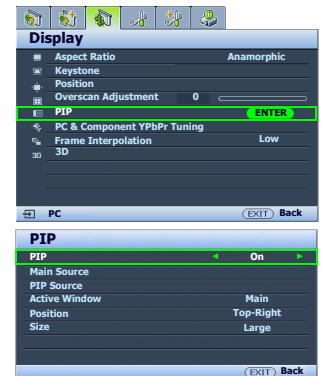 Display
Aspect Ratio Anamorphic
Keystone
Position
Overscan Adjustment 0
PIP ENTER
PC & Component YPbPr Tuning
Frame Interpolation Low
3D 3D
PC EXIT Back
PIP
PIP On
Main Source
PIP Source
Active Window Main
Position Top-Right
Size Large
EXIT Back